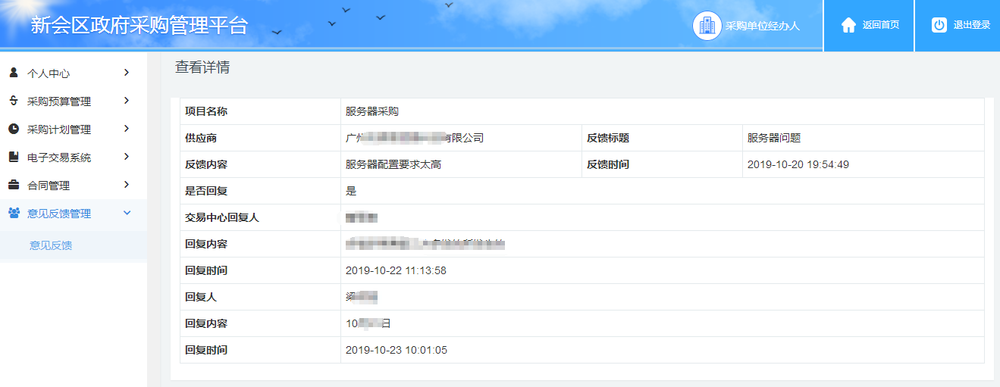 新会区政府采购管理平台
采购单位经办人
返回首页
退出登录
个人中心
采购预算管理
采购计划管理
电子交易系统
合同管理
意见反馈管理
意见反馈
查看详情
项目名称 服务器采购
供应商 广 有限公司 反馈标题 服务器问题
反馈内容 服务器配置要求太高 反馈时间 2019-10-20 19:54:49
是否回复 是
交易中心回复人
回复内容
回复时间 2019-10-22 11:13:58
回复人 梁
回复内容 10 日
回复时间 2019-10-23 10:01:05